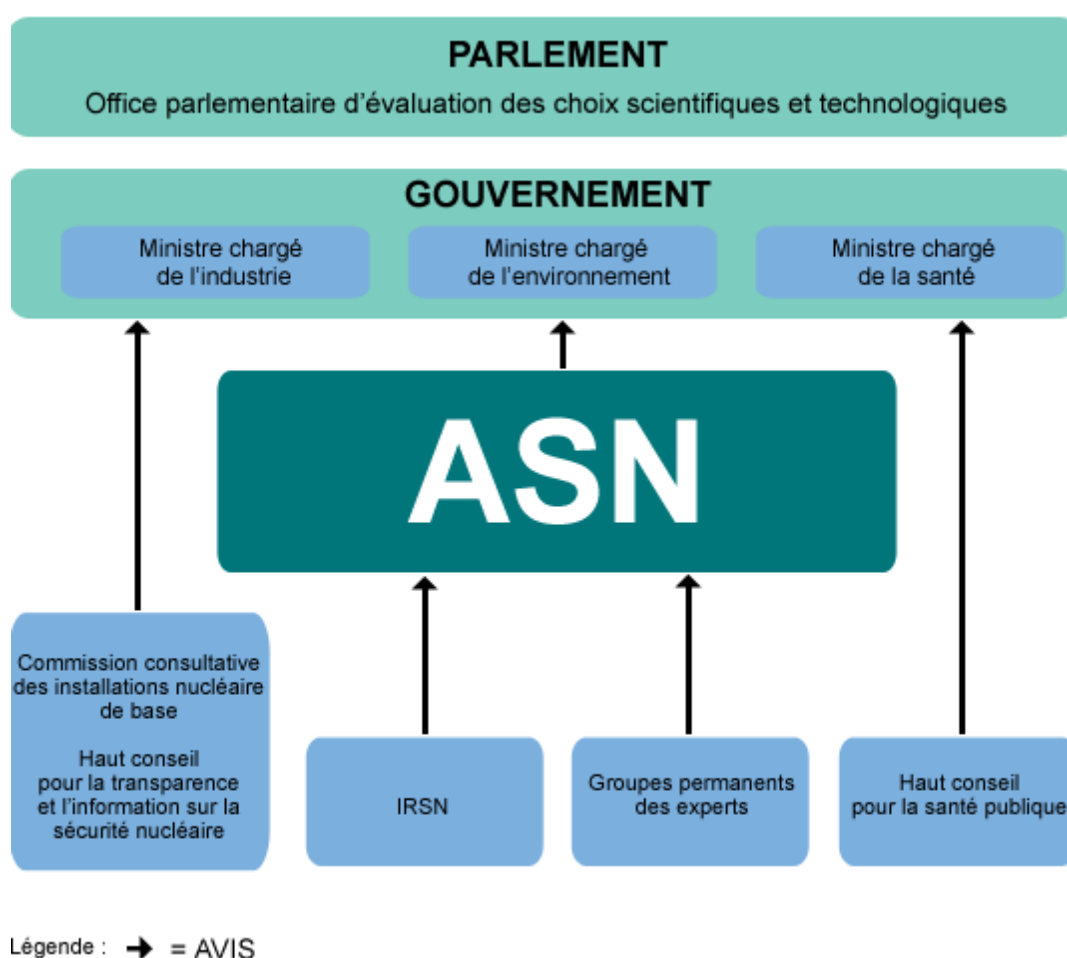 PARLEMENT
Office parlementaire d'évaluation des choix scientifiques et technologiques
GOUVERNEMENT
Ministre chargé
de l'industrie
Ministre chargé
de l'environnement
Ministre chargé
de la santé
ASN
Commission consultative
des installations nucléaire
de base
Haut conseil
pour la transparence
et l'information sur la
sécurité nucléaire
IRSN
Groupes permanents
des experts
Haut conseil
pour la santé publique
Légende : ➔ = AVIS